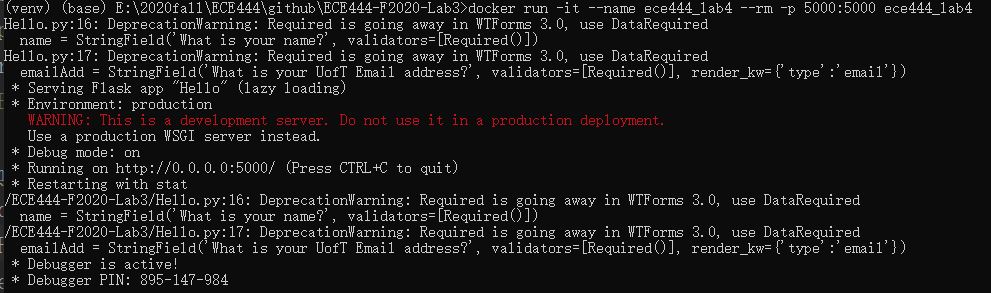 (venv) (base) E:\2020fall\ECE444\github\ECE444-F2020-Lab3>docker run -it --name ece444_lab4 --rm -p 5000:5000 ece444_lab4
Hello.py:16: DeprecationWarning: Required is going away in WTForms 3.0, use DataRequired
name = StringField('What is your name?', validators=[Required()])
Hello.py:17: DeprecationWarning: Required is going away in WTForms 3.0, use DataRequired
emailAdd = StringField('What is your UofT Email address?', validators=[Required()], render_kw={'type':'email'})
* Serving Flask app "Hello" (lazy loading)
* Environment: production
WARNING: This is a development server. Do not use it in a production deployment.
Use a production WSGI server instead.
* Debug mode: on
* Running on http://0.0.0.0:5000/ (Press CTRL+C to quit)
* Restarting with stat
/ECE444-F2020-Lab3/Hello.py:16: DeprecationWarning: Required is going away in WTForms 3.0, use DataRequired
name = StringField('What is your name?', validators=[Required()])
/ECE444-F2020-Lab3/Hello.py:17: DeprecationWarning: Required is going away in WTForms 3.0, use DataRequired
emailAdd = StringField('What is your UofT Email address?', validators=[Required()], render_kw={'type':'email'})
* Debugger is active!
* Debugger PIN: 895-147-984